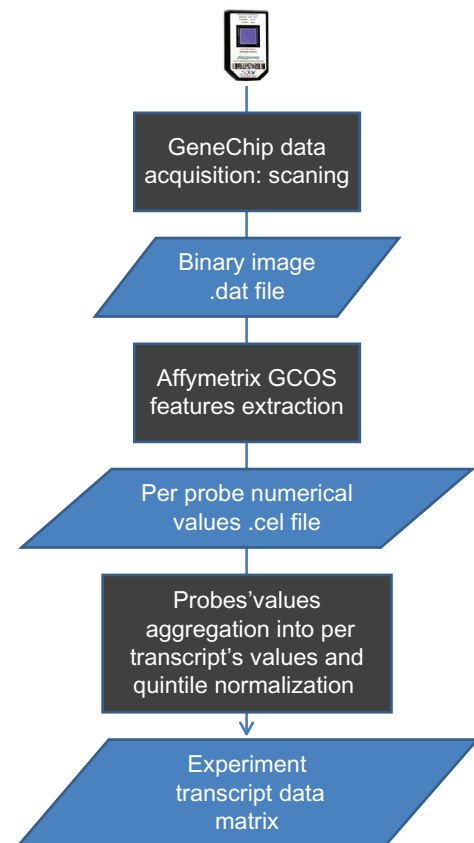 GeneChip data
acquisition: scaning
Binary image
.dat file
Affymetrix GCOS
features extraction
Per probe numerical
values .cel file
Probes’values
aggregation into per
transcript’s values and
quintile normalization
Experiment
transcript data
matrix